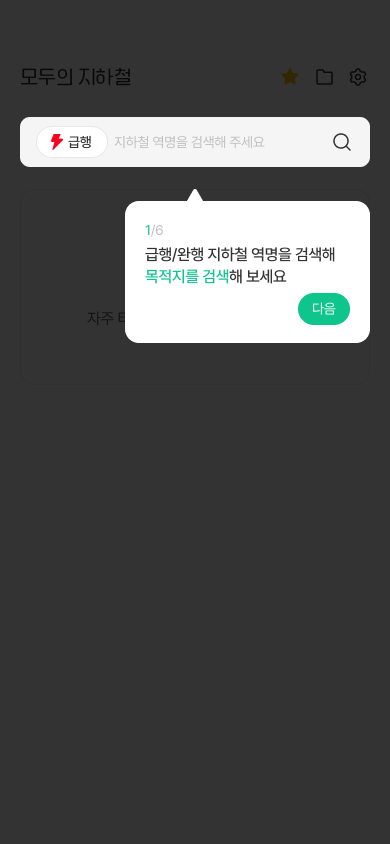 모두의 지하철
급행 지하철 역명을 검색해 주세요
1/6
급행/완행 지하철 역명을 검색해
목적지를 검색해 보세요
다음
자주